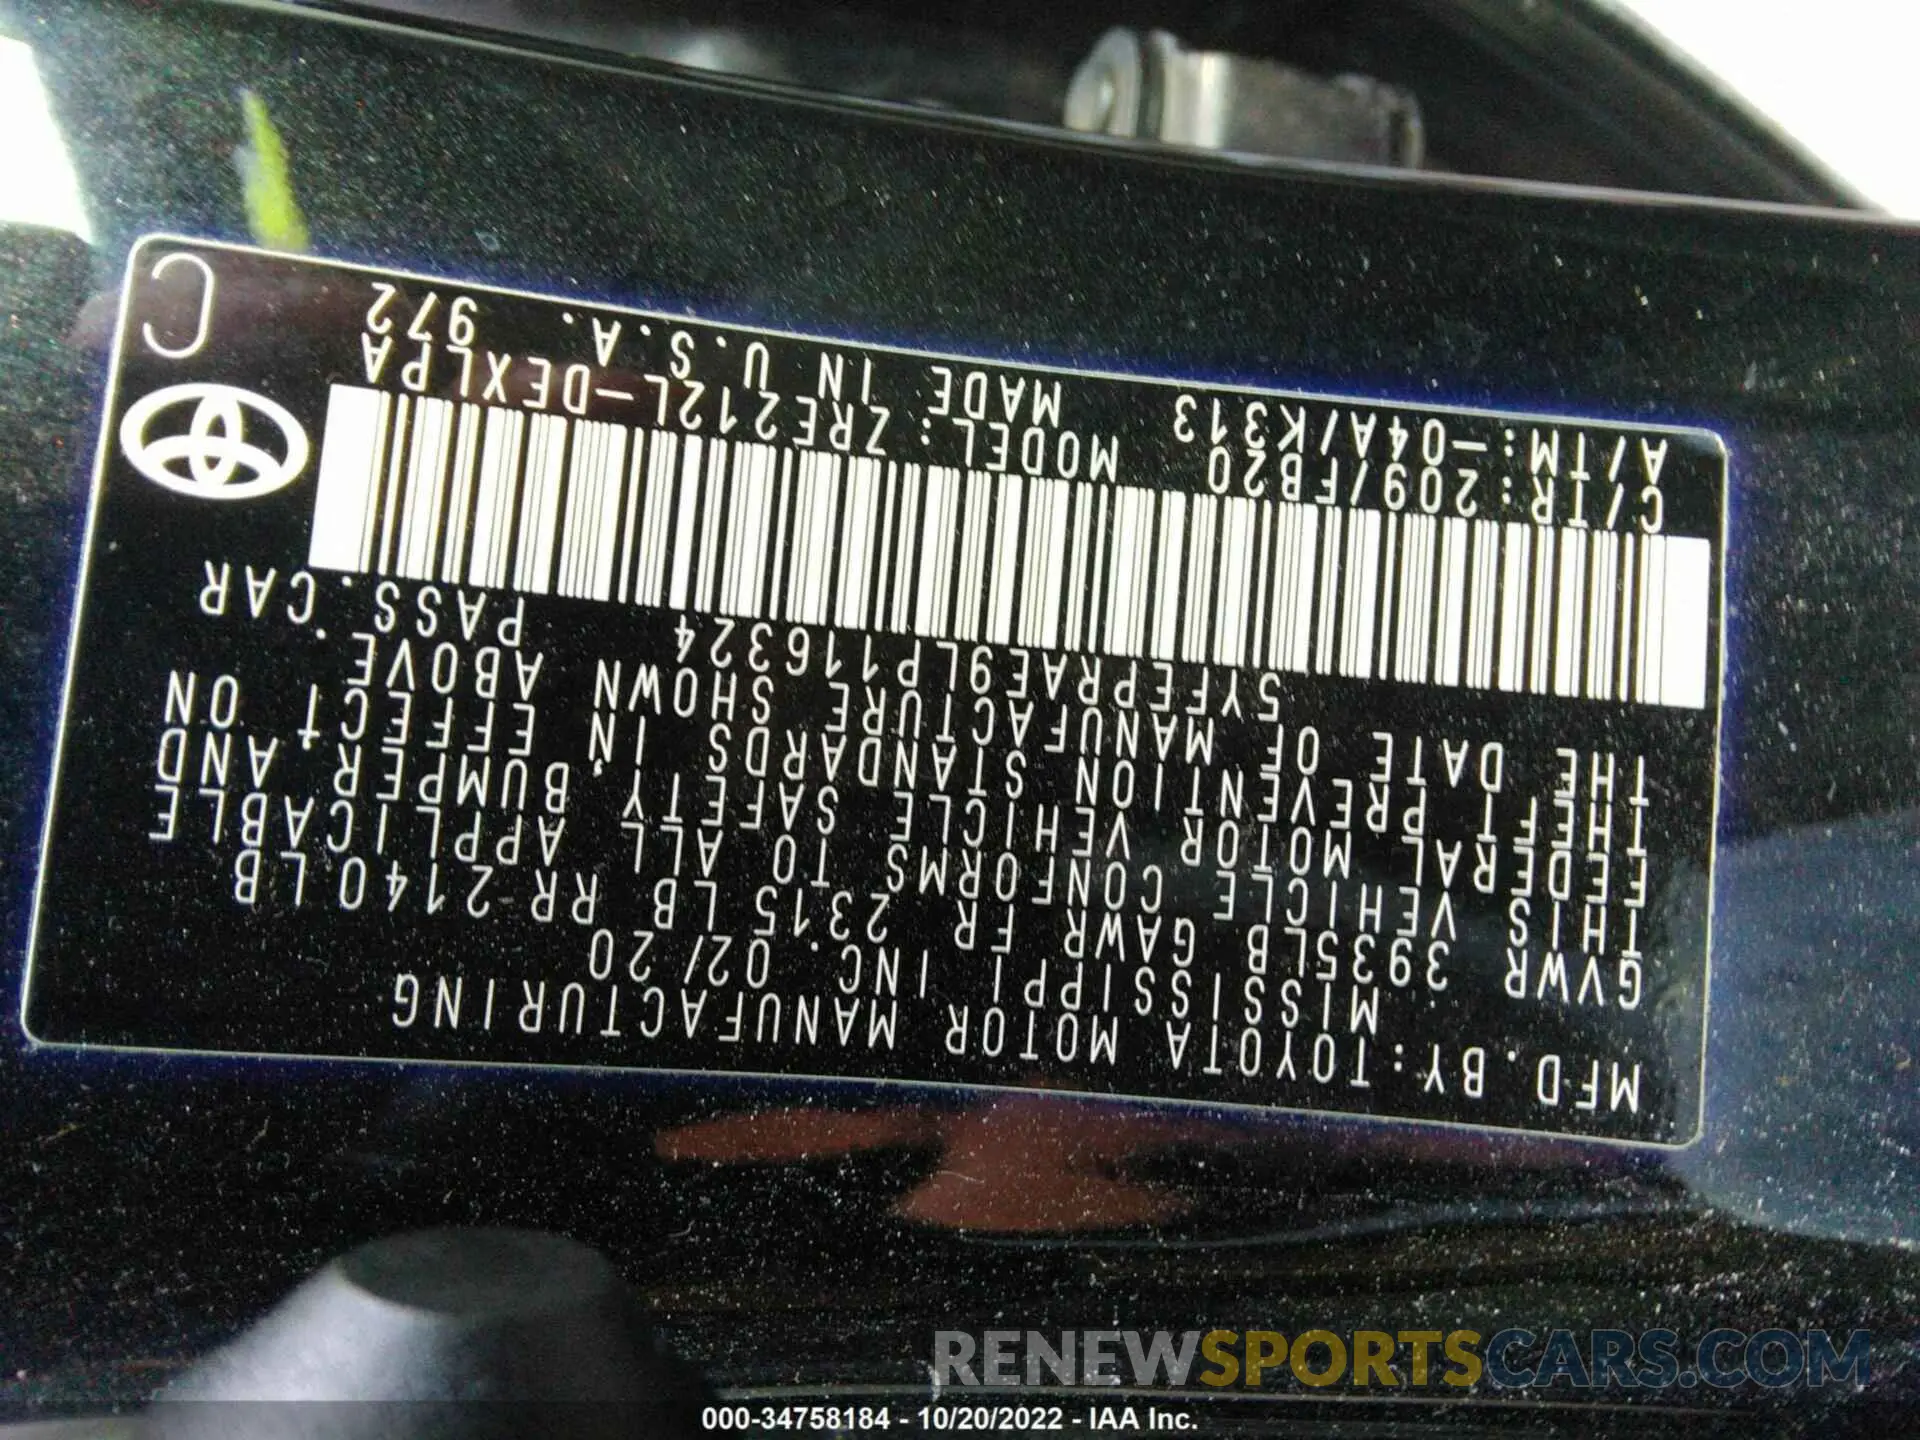 MFD.BY:TOYOTA MOTOR MANUFACTURING
MISSISSIPPI INC. 02/20
GVWR 3935LB GAWR FR 2315LB RR 2140LB
THIS VEHICLE CONFORMS TO ALL APPLICABLE
FEDERAL MOTOR VEHICLE SAFETY, BUMPER AND
THEFT PREVENTION STANDARDS IN EFFECT ON
THE DATE OF MANUFACTURE SHOWN ABOVE.
5YFEPRAE9LP116324 PASS.CAR
C/TR:209/FB20 MODEL:ZRE212L-DEXLPA
A/TM:-04A/K313 MADE IN U.S.A. 972
C
RENEWSPORTSCARS.COM
000-34758184 - 10/20/2022 - IAA Inc.